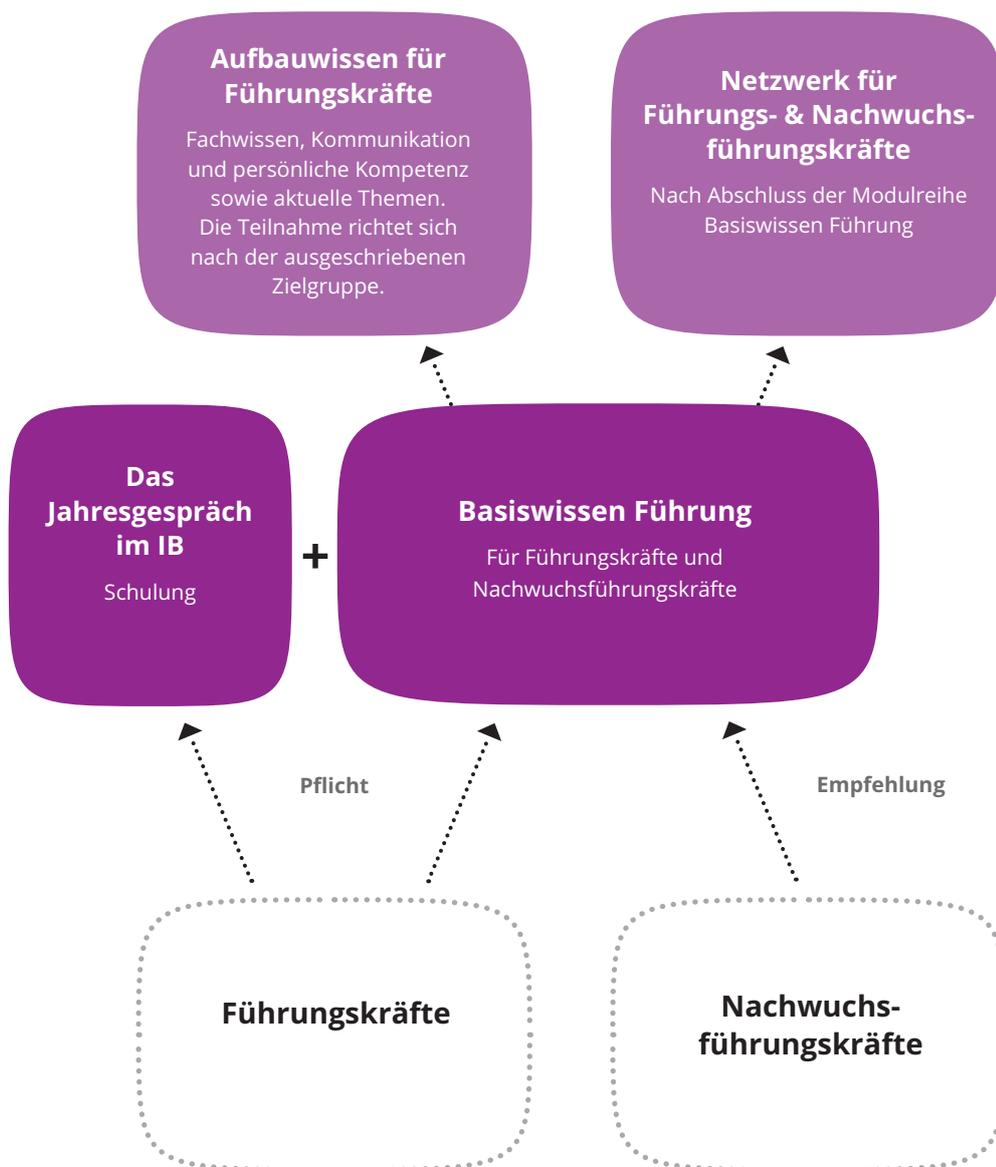 Aufbauwissen für
Führungskräfte
Fachwissen, Kommunikation
und persönliche Kompetenz
sowie aktuelle Themen.
Die Teilnahme richtet sich
nach der ausgeschriebenen
Zielgruppe.
Netzwerk für
Führungs- & Nachwuchs-
führungskräfte
Nach Abschluss der Modulreihe
Basiswissen Führung
Das
Jahresgespräch
im IB
Schulung
+
Basiswissen Führung
Für Führungskräfte und
Nachwuchsführungskräfte
Pflicht
Empfehlung
Führungskräfte
Nachwuchs-
führungskräfte